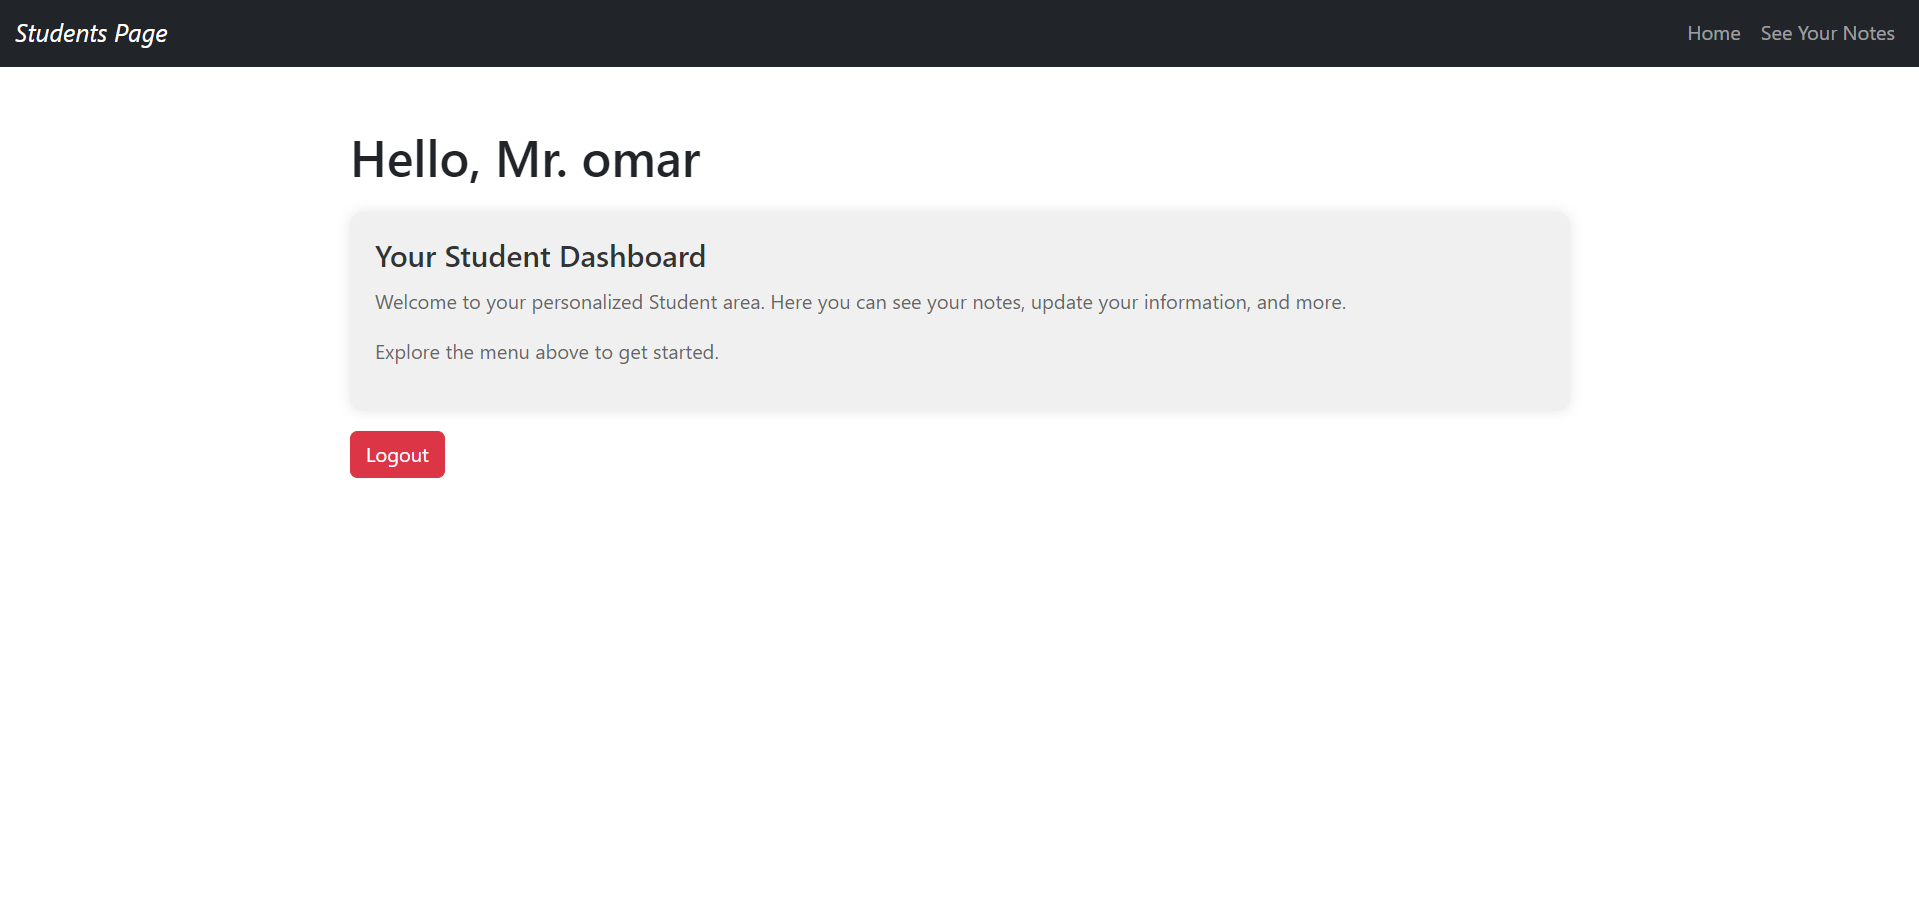 Students Page
Home
See Your Notes
Hello, Mr. omar
Your Student Dashboard
Welcome to your personalized Student area. Here you can see your notes, update your information, and more.
Explore the menu above to get started.
Logout